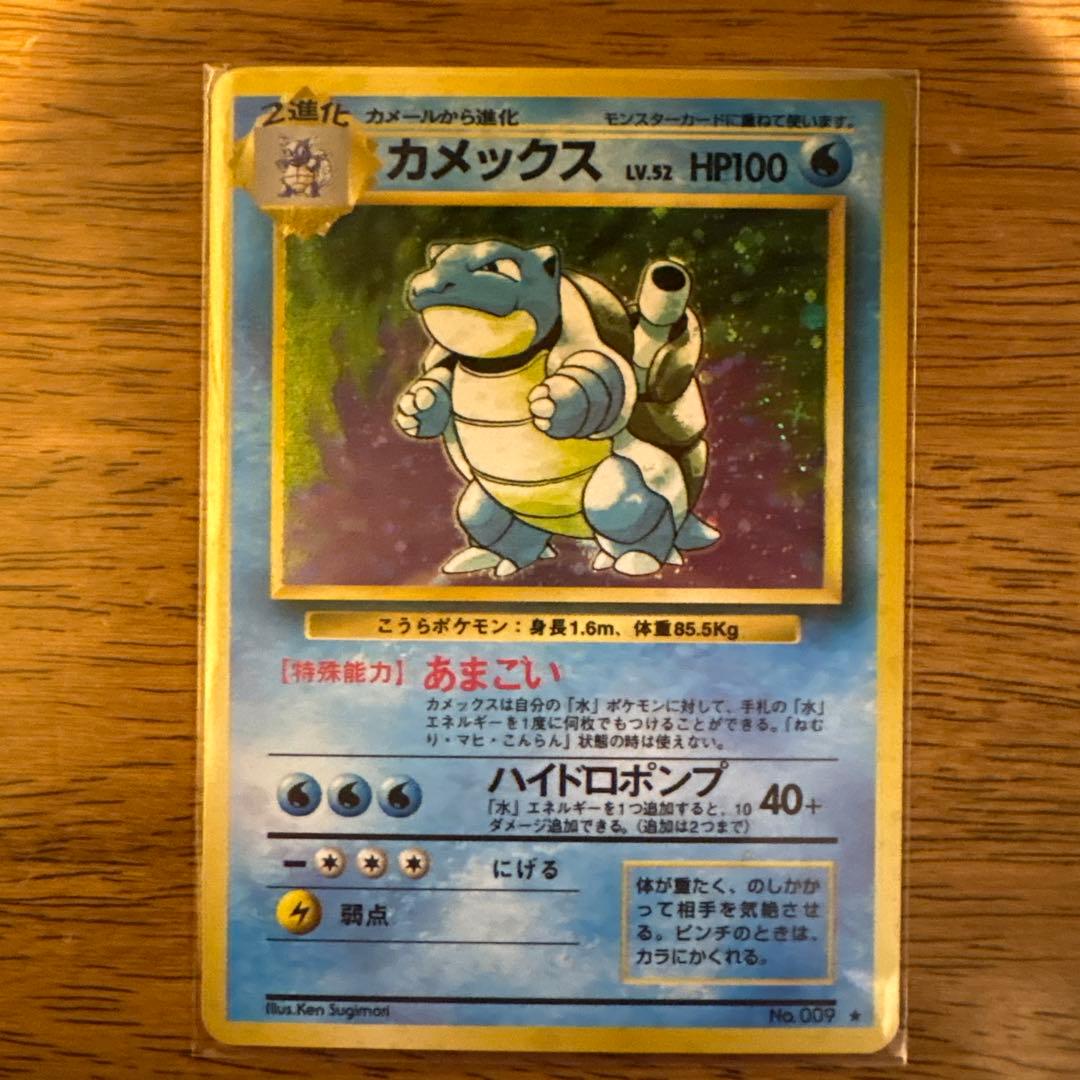 2進化 カメールから進化 モンスターカードに重ねて使います。
カメックス LV.52 HP100
こうらポケモン：身長1.6m、体重85.5Kg
【特殊能力】 あまごい
カメックスは自分の「水」ポケモンに対して、手札の「水」
エネルギーを1度に何枚でもつけることができる。「ねむ
り・マヒ・こんらん」状態の時は使えない。
ハイドロポンプ 40+
「水」エネルギーを1つ追加すると、10
ダメージ追加できる。（追加は2つまで）
にげる
弱点
体が重たく、のしかか
って相手を気絶させ
る。ピンチのときは、
カラにかくれる。
Illus.Ken Sugimori No.009 ★